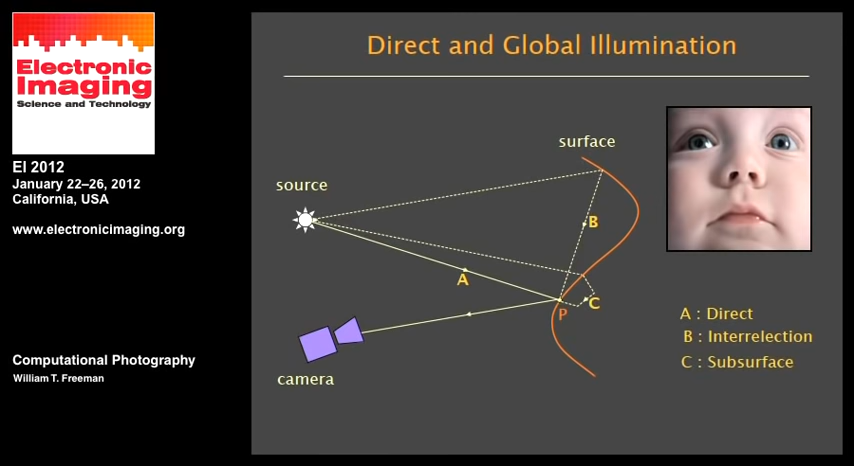 Electronic
Imaging
Science and Technology
EI 2012
January 22–26, 2012
California, USA
www.electronicimaging.org
Computational Photography
William T. Freeman
Direct and Global Illumination
surface
source
B
A
C
P
camera
A : Direct
B : Interrelection
C : Subsurface